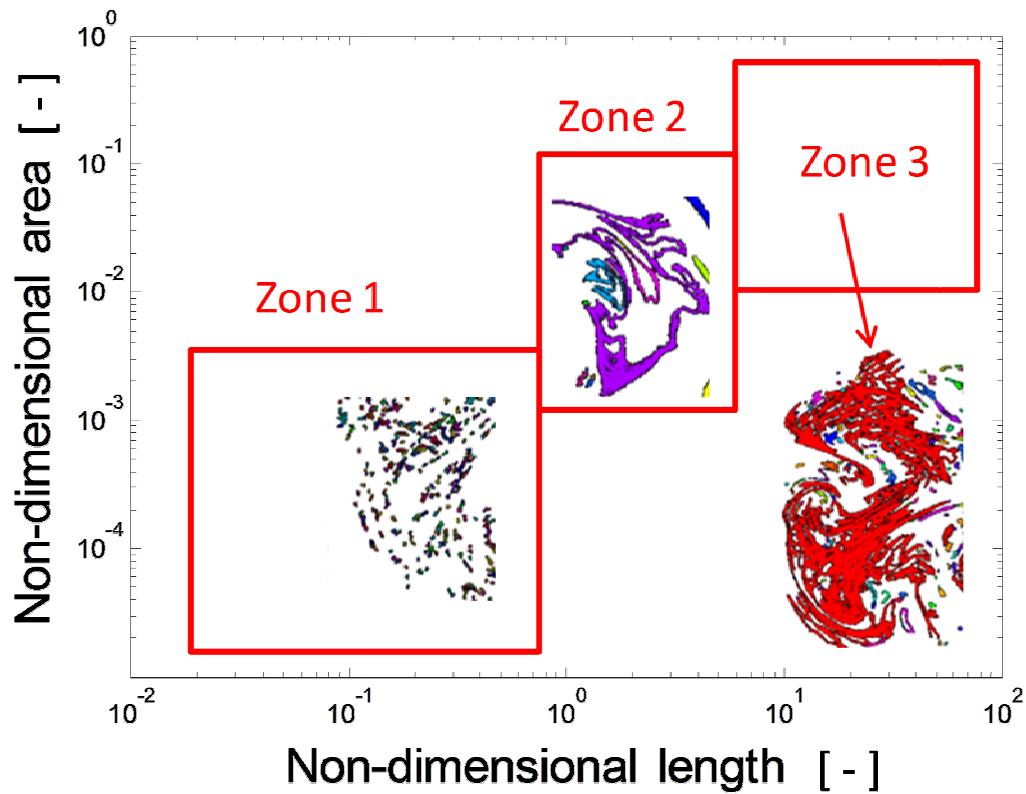 10^0
10^-1
10^-2
10^-3
10^-4
Non-dimensional area [ - ]
Zone 1
Zone 2
Zone 3
10^-2
10^-1
10^0
10^1
10^2
Non-dimensional length [ - ]